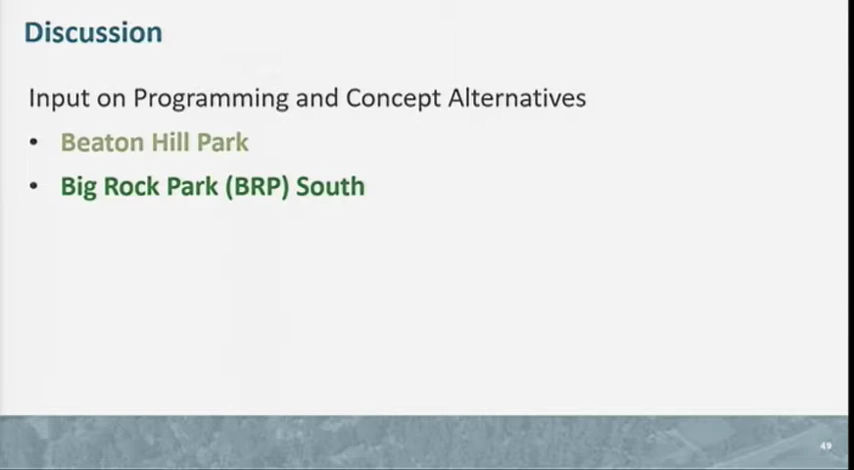 Discussion
Input on Programming and Concept Alternatives
• Beaton Hill Park
• Big Rock Park (BRP) South
49